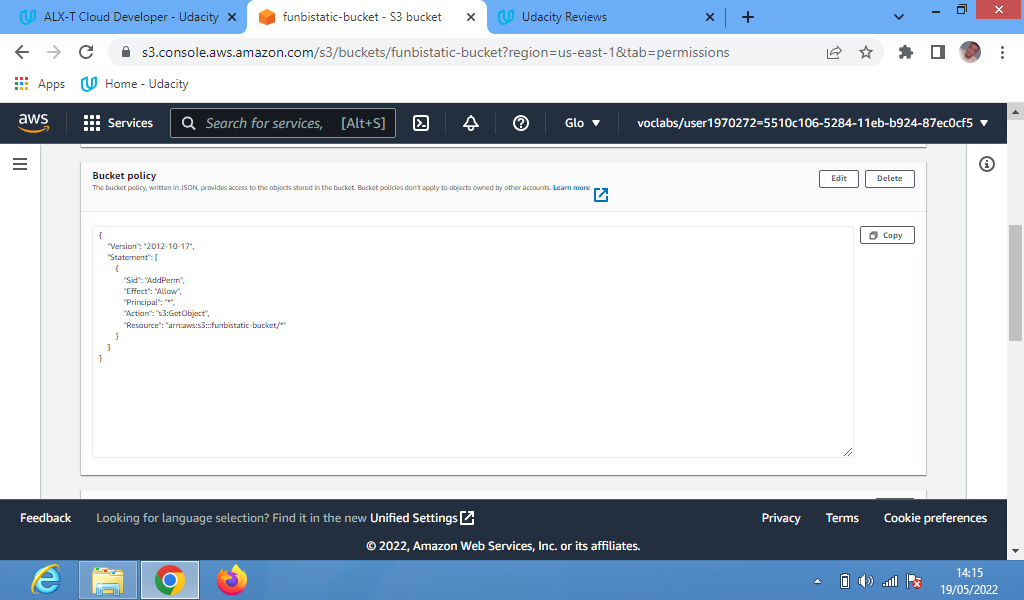 ALX-T Cloud Developer - Udacity
funbistatic-bucket - S3 bucket
Udacity Reviews
s3.console.aws.amazon.com/s3/buckets/funbistatic-bucket?region=us-east-1&tab=permissions
Apps
Home - Udacity
aws
Services
Search for services, [Alt+S]
Glo
voclabs/user1970272=5510c106-5284-11eb-b924-87ec0cf5
Bucket policy
The bucket policy, written in JSON, provides access to the objects stored in the bucket. Bucket policies don't apply to objects owned by other accounts. Learn more
Edit
Delete
Copy
{
"Version": "2012-10-17",
"Statement": [
{
"Sid": "AddPerm",
"Effect": "Allow",
"Principal": "*",
"Action": "s3:GetObject",
"Resource": "arn:aws:s3:::funbistatic-bucket/*"
}
]
}
Feedback
Looking for language selection? Find it in the new Unified Settings
Privacy
Terms
Cookie preferences
© 2022, Amazon Web Services, Inc. or its affiliates.
14:15
19/05/2022